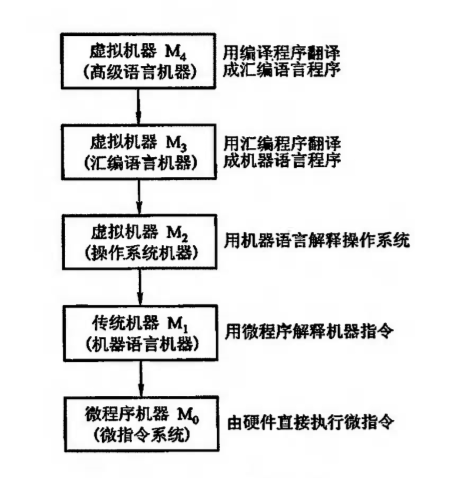 虚拟机器 M₄
(高级语言机器)
用编译程序翻译
成汇编语言程序
虚拟机器 M₃
(汇编语言机器)
用汇编程序翻译
成机器语言程序
虚拟机器 M₂
(操作系统机器)
用机器语言解释操作系统
传统机器 M₁
(机器语言机器)
用微程序解释机器指令
微程序机器 M₀
(微指令系统)
由硬件直接执行微指令